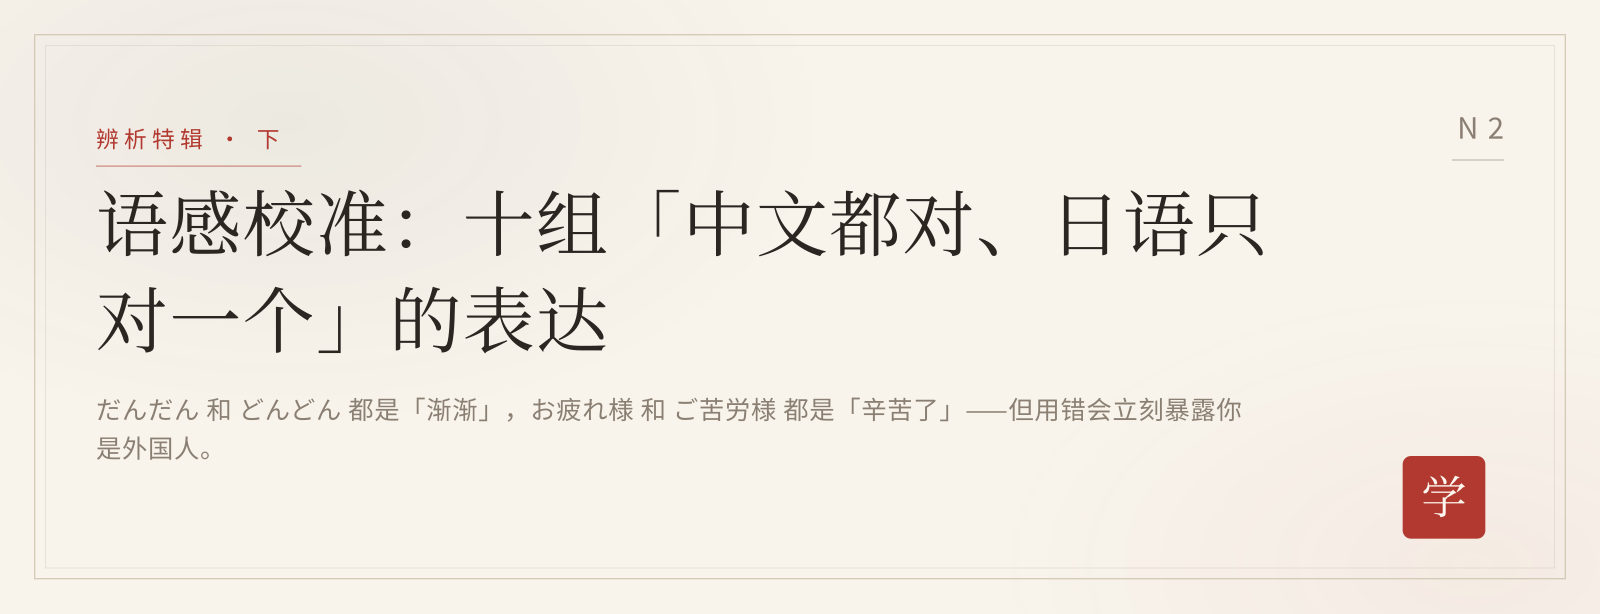 辨析特辑 · 下
N2
语感校准：十组「中文都对、日语只
对一个」的表达
だんだん 和 どんどん 都是「渐渐」，お疲れ様 和 ご苦労様 都是「辛苦了」——但用错会立刻暴露你
是外国人。
学